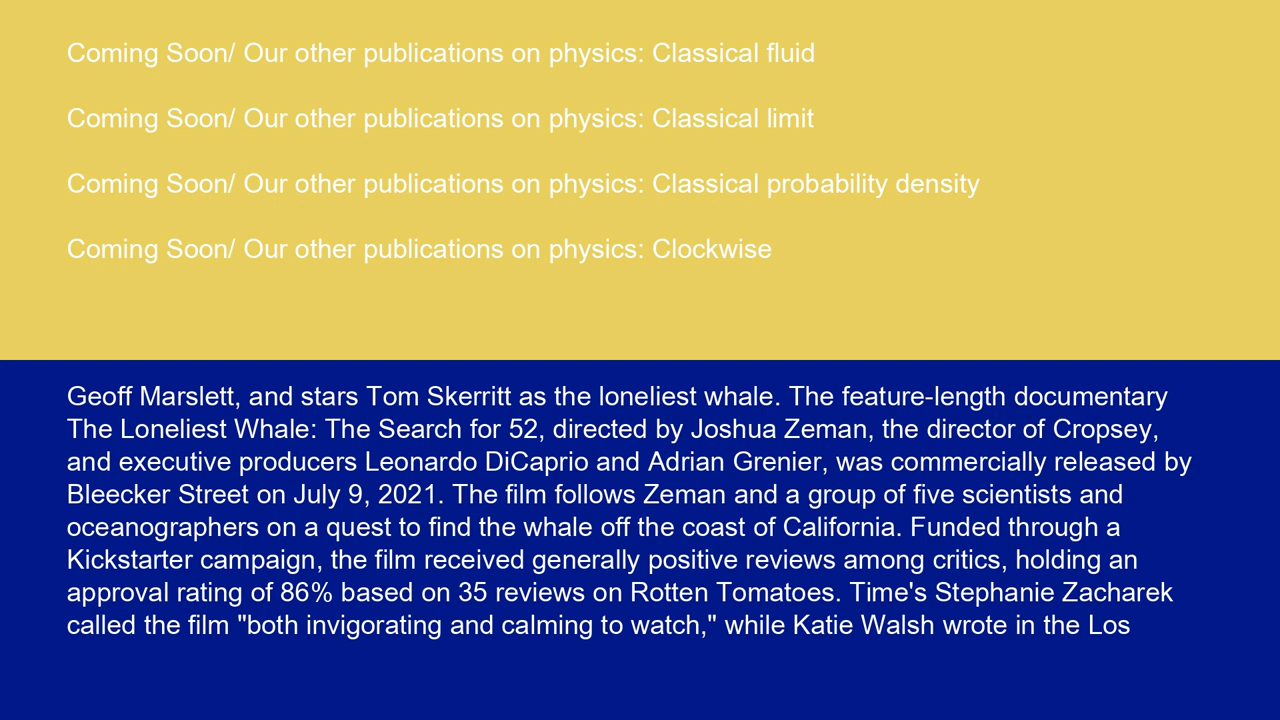 Coming Soon/ Our other publications on physics: Classical fluid
Coming Soon/ Our other publications on physics: Classical limit
Coming Soon/ Our other publications on physics: Classical probability density
Coming Soon/ Our other publications on physics: Clockwise
Geoff Marslett, and stars Tom Skerritt as the loneliest whale. The feature-length documentary
The Loneliest Whale: The Search for 52, directed by Joshua Zeman, the director of Cropsey,
and executive producers Leonardo DiCaprio and Adrian Grenier, was commercially released by
Bleecker Street on July 9, 2021. The film follows Zeman and a group of five scientists and
oceanographers on a quest to find the whale off the coast of California. Funded through a
Kickstarter campaign, the film received generally positive reviews among critics, holding an
approval rating of 86% based on 35 reviews on Rotten Tomatoes. Time's Stephanie Zacharek
called the film "both invigorating and calming to watch," while Katie Walsh wrote in the Los